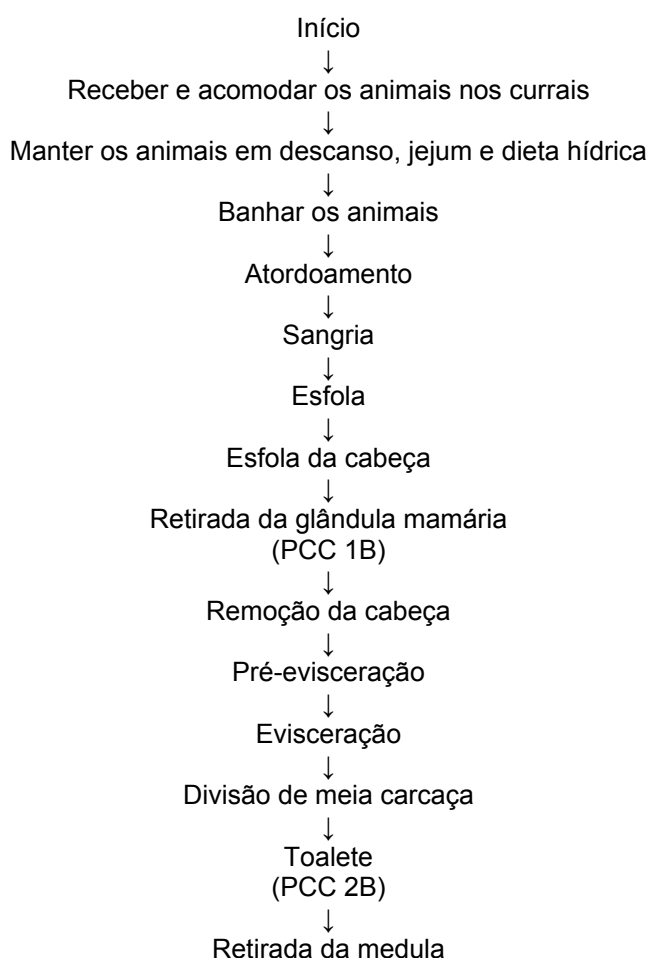 Início
↓
Receber e acomodar os animais nos currais
↓
Manter os animais em descanso, jejum e dieta hídrica
↓
Banhar os animais
↓
Atordoamento
↓
Sangria
↓
Esfola
↓
Esfola da cabeça
↓
Retirada da glândula mamária
(PCC 1B)
↓
Remoção da cabeça
↓
Pré-evisceração
↓
Evisceração
↓
Divisão de meia carcaça
↓
Toalete
(PCC 2B)
↓
Retirada da medula